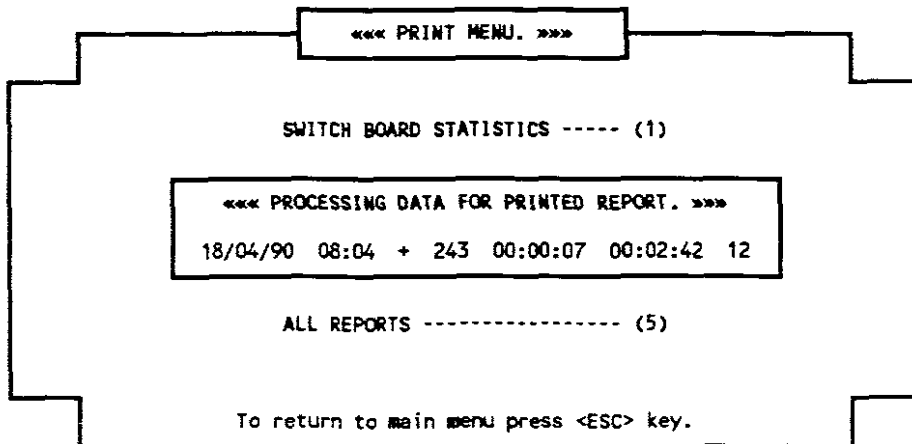 ««« PRINT MENU. »»»
SWITCH BOARD STATISTICS ----- (1)
««« PROCESSING DATA FOR PRINTED REPORT. »»»
18/04/90 08:04 + 243 00:00:07 00:02:42 12
ALL REPORTS ----------------- (5)
To return to main menu press <ESC> key.